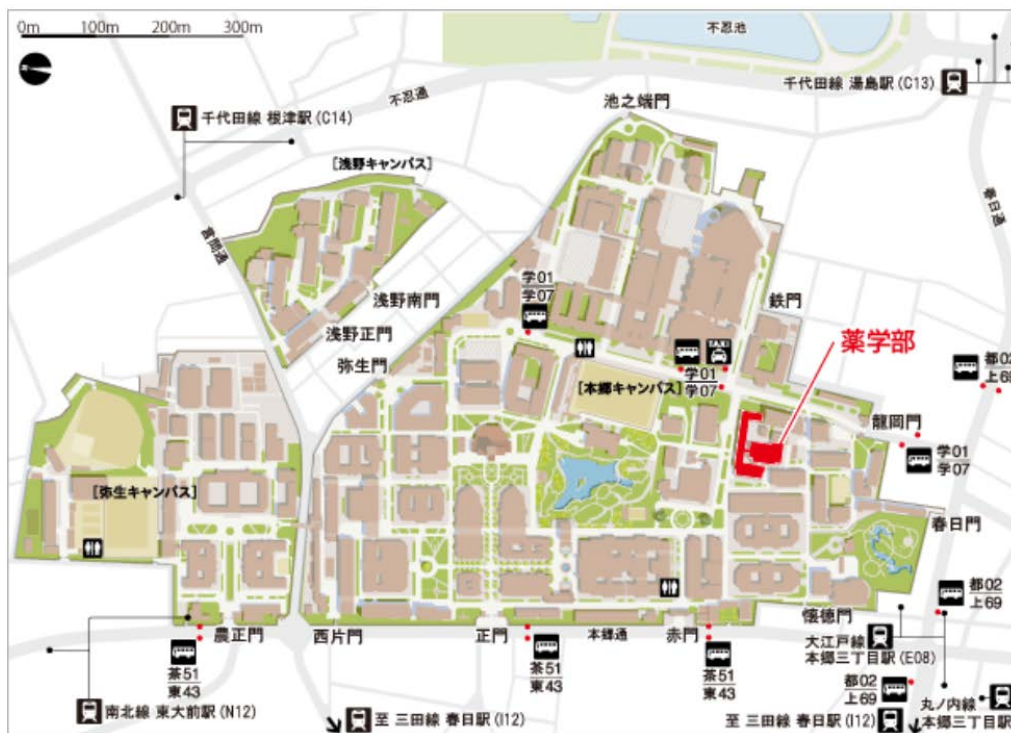 0m 100m 200m 300m
不忍池
千代田線 湯島駅(C13)
不忍通
池之端門
千代田線 根津駅(C14)
[浅野キャンパス]
春日通
言問通
学01
学07
鉄門
浅野南門
浅野正門
薬学部
TAXI
都02
上69
弥生門
[本郷キャンパス]
学01
学07
龍岡門
学01
学07
[弥生キャンパス]
春日門
都02
上69
懐徳門
農正門
西片門
正門
本郷通
赤門
大江戸線
本郷三丁目駅(E08)
茶51
東43
茶51
東43
茶51
東43
都02
上69
南北線 東大前駅(N12)
至 三田線 春日駅(I12)
至 三田線 春日駅(I12)
丸ノ内線
本郷三丁目駅